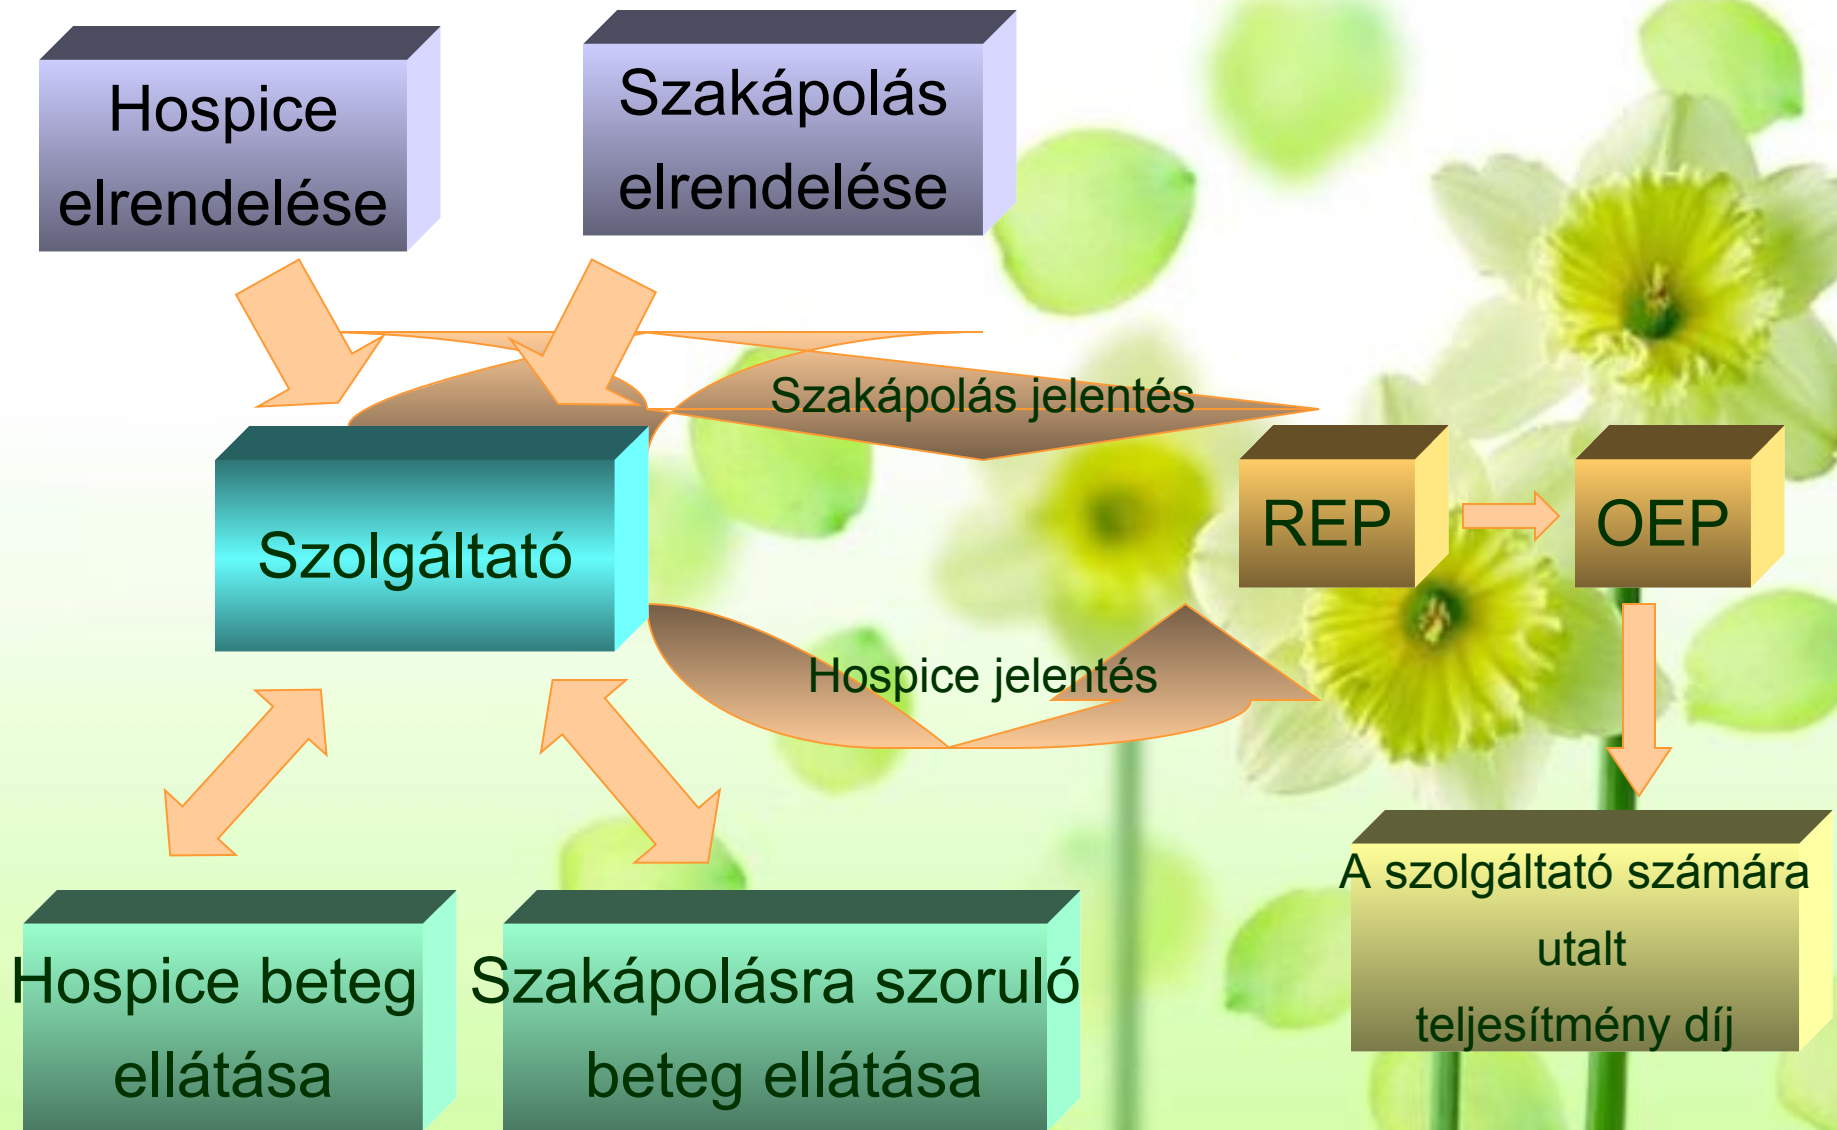 Hospice
elrendelése
Szakápolás
elrendelése
Szakápolás jelentés
Szolgáltató
REP
OEP
Hospice jelentés
A szolgáltató számára
utalt
teljesítmény díj
Hospice beteg
ellátása
Szakápolásra szoruló
beteg ellátása